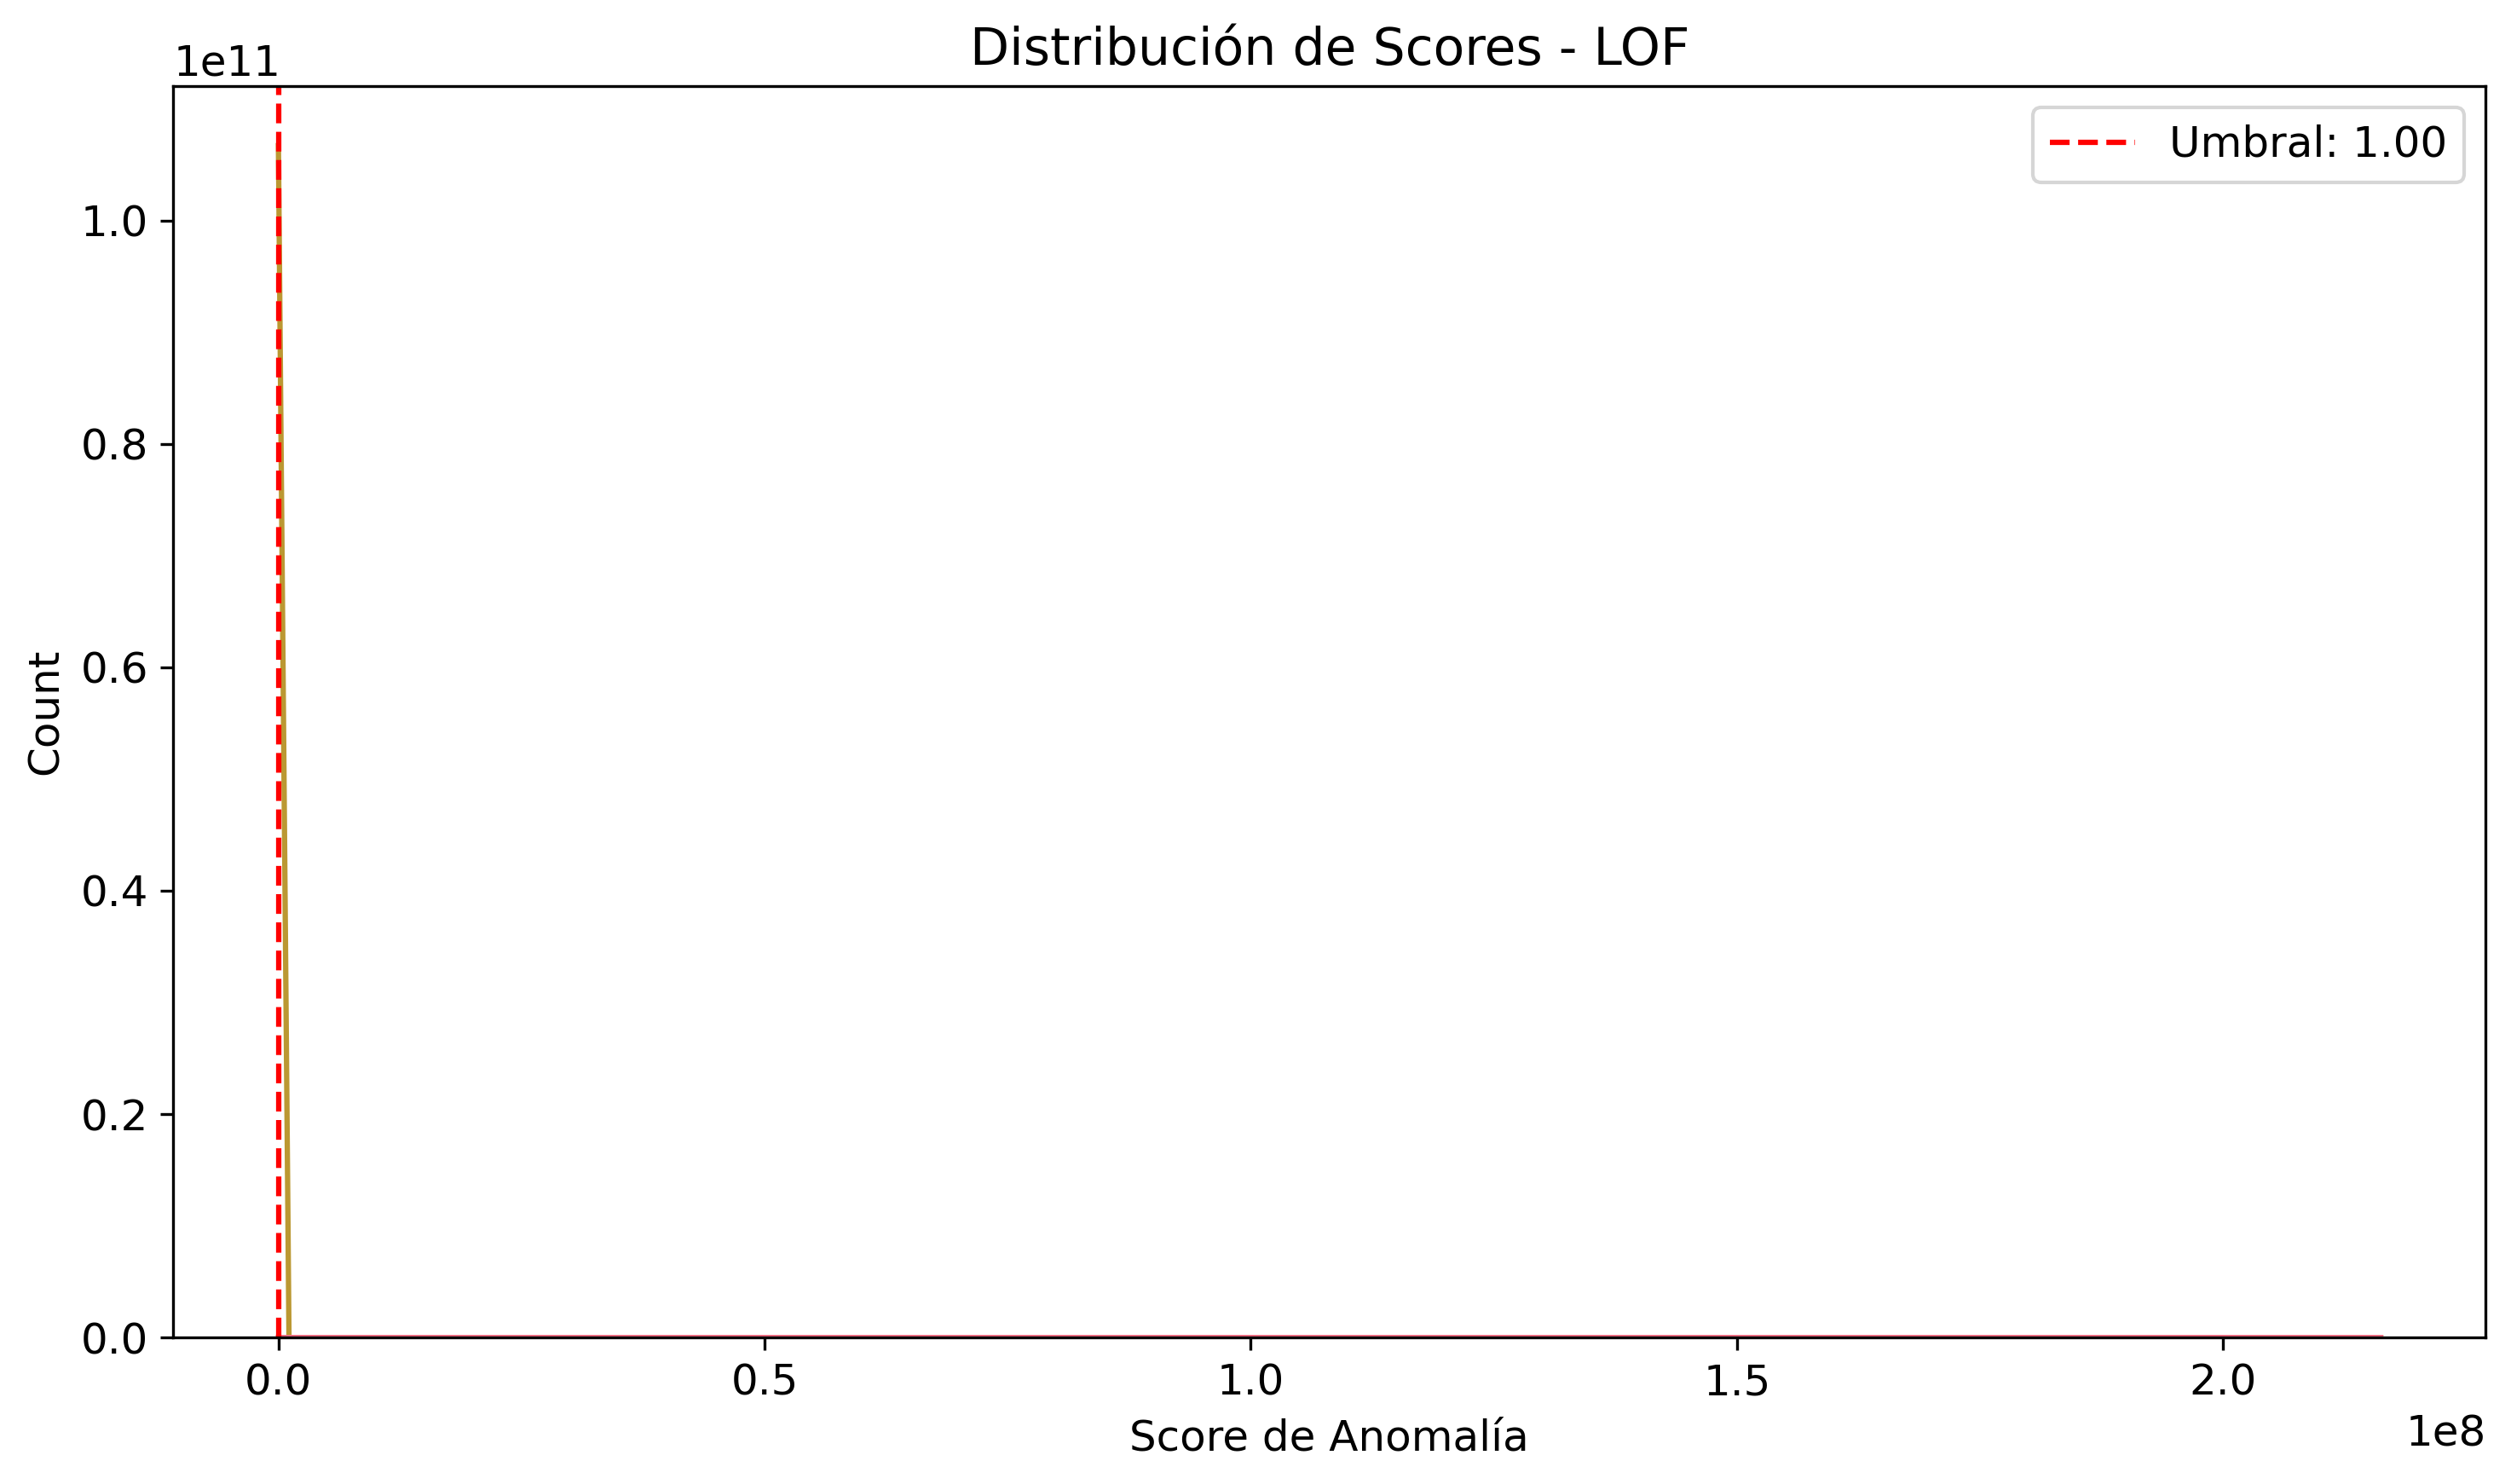 Distribución de Scores - LOF
1e11
Umbral: 1.00
1.0
0.8
0.6
0.4
0.2
0.0
Count
0.0 0.5 1.0 1.5 2.0
Score de Anomalía
1e8